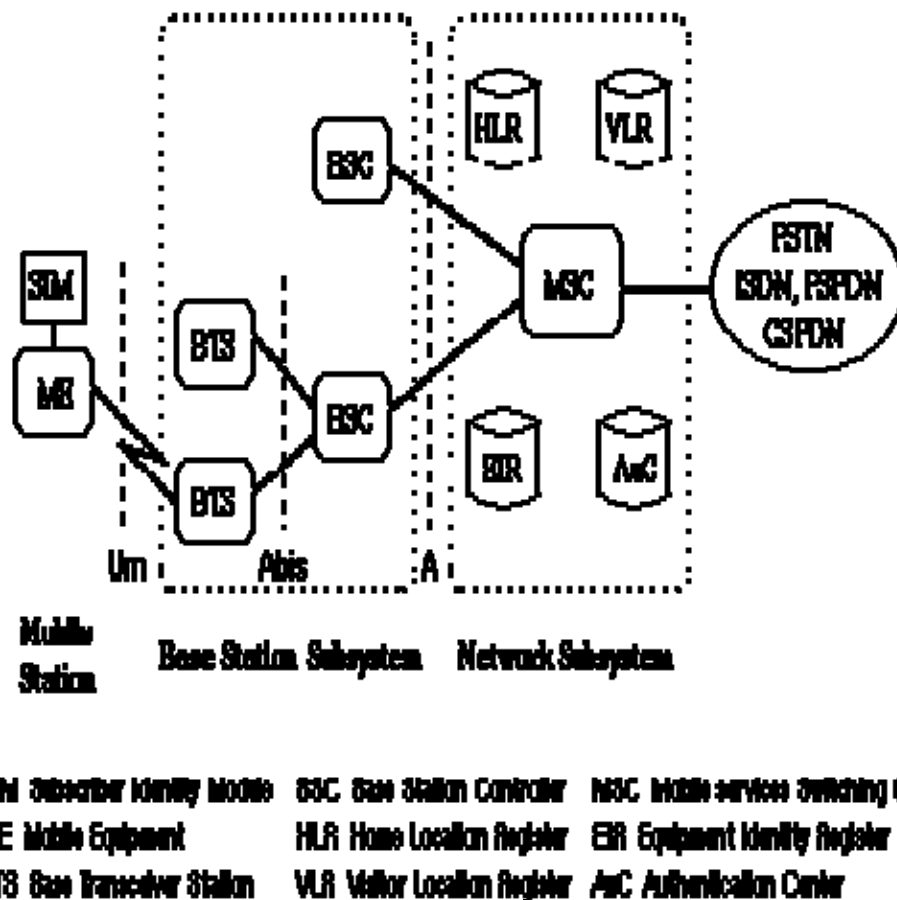 HLR
VLR
BSC
PSTN
ISDN, PSPDN
CSPDN
MSC
SIM
BTS
ME
BSC
EIR
AuC
BTS
Um
Abis
A
Mobile
Station
Base Station Subsystem
Network Subsystem
Subscriber Identity Module BSC Base Station Controller MSC Mobile services Switching
E Mobile Equipment HLR Home Location Register EIR Equipment Identity Register
TS Base Transceiver Station VLR Visitor Location Register AuC Authentication Center